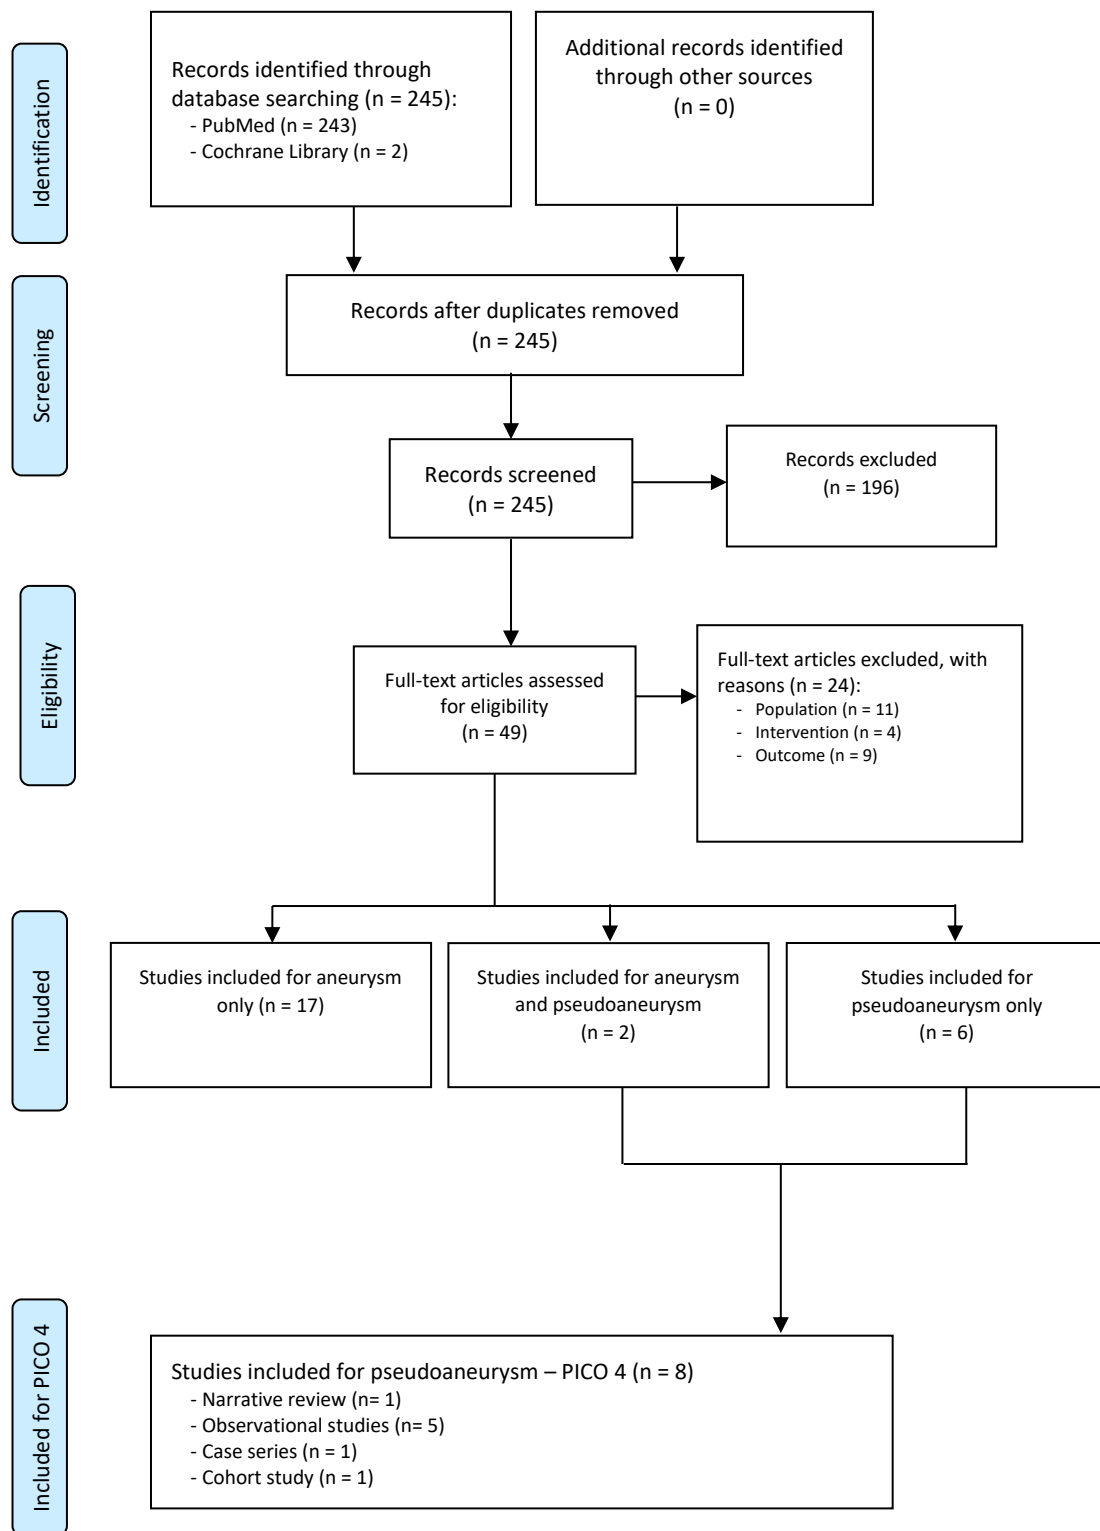 Identification
Records identified through
database searching (n = 245):
- PubMed (n = 243)
- Cochrane Library (n = 2)
Additional records identified
through other sources
(n = 0)
Screening
Records after duplicates removed
(n = 245)
Records screened
(n = 245)
Records excluded
(n = 196)
Eligibility
Full-text articles assessed
for eligibility
(n = 49)
Full-text articles excluded, with
reasons (n = 24):
- Population (n = 11)
- Intervention (n = 4)
- Outcome (n = 9)
Included
Studies included for aneurysm
only (n = 17)
Studies included for aneurysm
and pseudoaneurysm
(n = 2)
Studies included for
pseudoaneurysm only
(n = 6)
Included for PICO 4
Studies included for pseudoaneurysm – PICO 4 (n = 8)
- Narrative review (n= 1)
- Observational studies (n= 5)
- Case series (n = 1)
- Cohort study (n = 1)